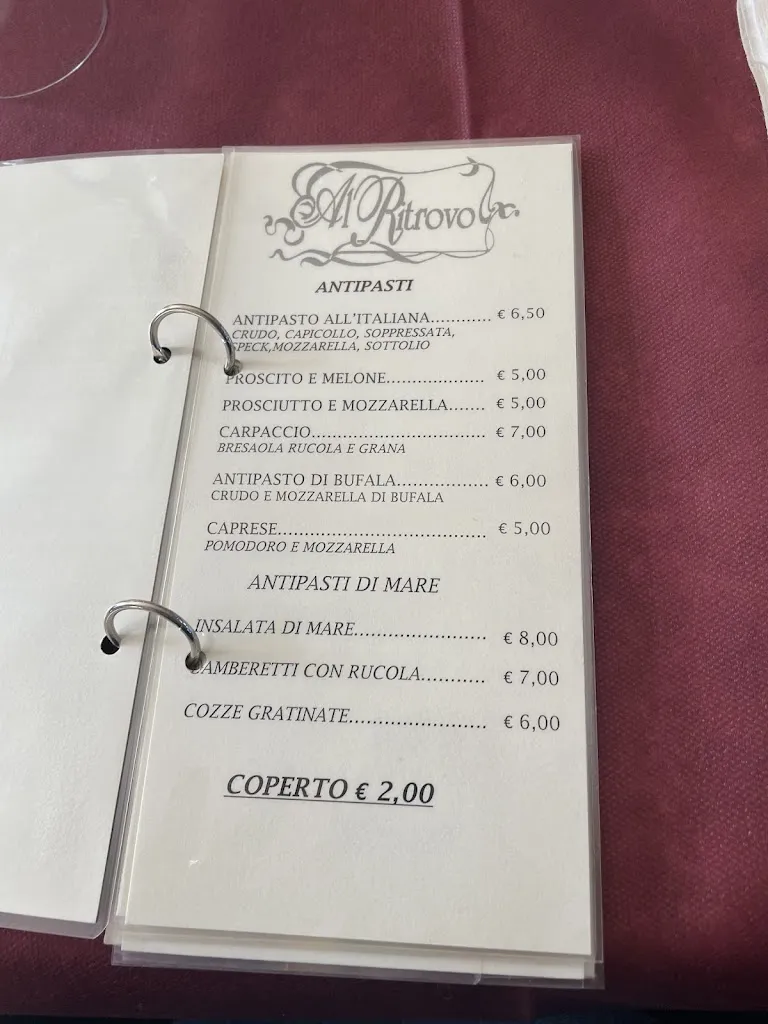 Al Ritrovo
ANTIPASTI
ANTIPASTO ALL'ITALIANA............ € 6,50
CRUDO, CAPICOLLO, SOPPRESSATA,
SPECK,MOZZARELLA, SOTTOLIO
PROSCITO E MELONE.................... € 5,00
PROSCIUTTO E MOZZARELLA....... € 5,00
CARPACCIO................................... € 7,00
BRESAOLA RUCOLA E GRANA
ANTIPASTO DI BUFALA.................. € 6,00
CRUDO E MOZZARELLA DI BUFALA
CAPRESE.......................................... € 5,00
POMODORO E MOZZARELLA
ANTIPASTI DI MARE
INSALATA DI MARE........................ € 8,00
GAMBERETTI CON RUCOLA........... € 7,00
COZZE GRATINATE......................... € 6,00
COPERTO € 2,00